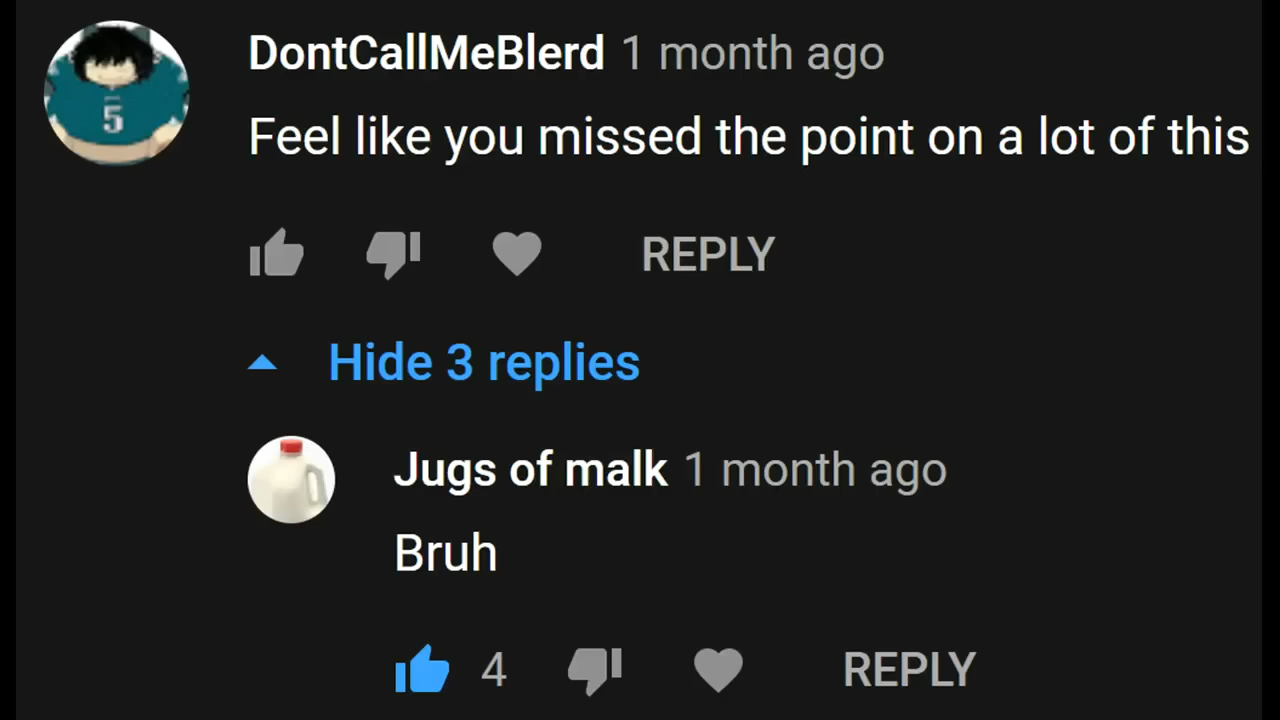 DontCallMeBlerd 1 month ago
5
Feel like you missed the point on a lot of this
REPLY
Hide 3 replies
Jugs of malk 1 month ago
Bruh
4 REPLY